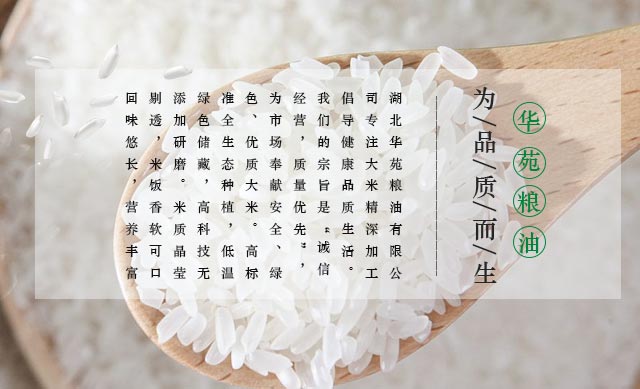 华苑粮油
为/品/质/而/生
湖北华苑粮油有限公
司专注大米精深加工
倡导健康品质生活。
我们的宗旨是“诚信
经营，质量优先”，
为市场奉献安全、绿
色、优质大米。高标
准全生态种植，低温
绿色储藏，高科技无
添加研磨。米质晶莹
剔透，米饭香软可口
回味悠长，营养丰富